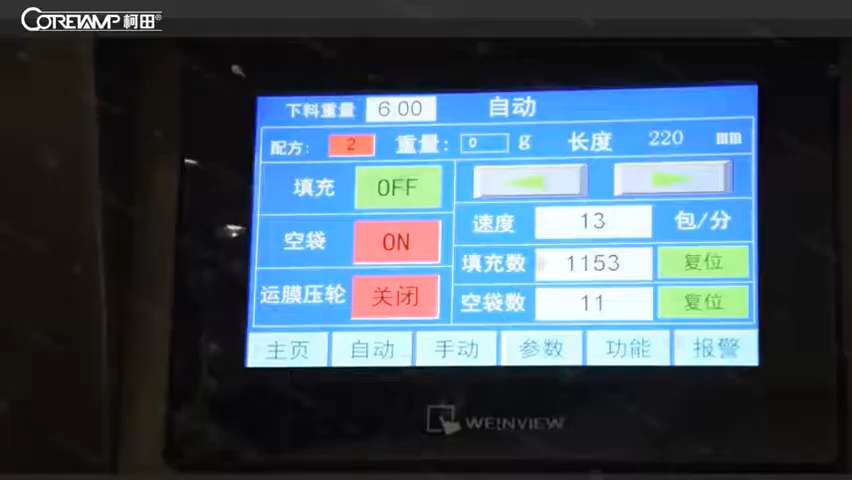 CORETAMP 柯田®
下料重量 6.00 自动
配方: 2 重量: 0 g 长度 220 mm
填充 OFF
空袋 ON
运膜压轮 关闭
速度 13 包/分
填充数 1153 复位
空袋数 11 复位
主页 自动 手动 参数 功能 报警
WEINVIEW